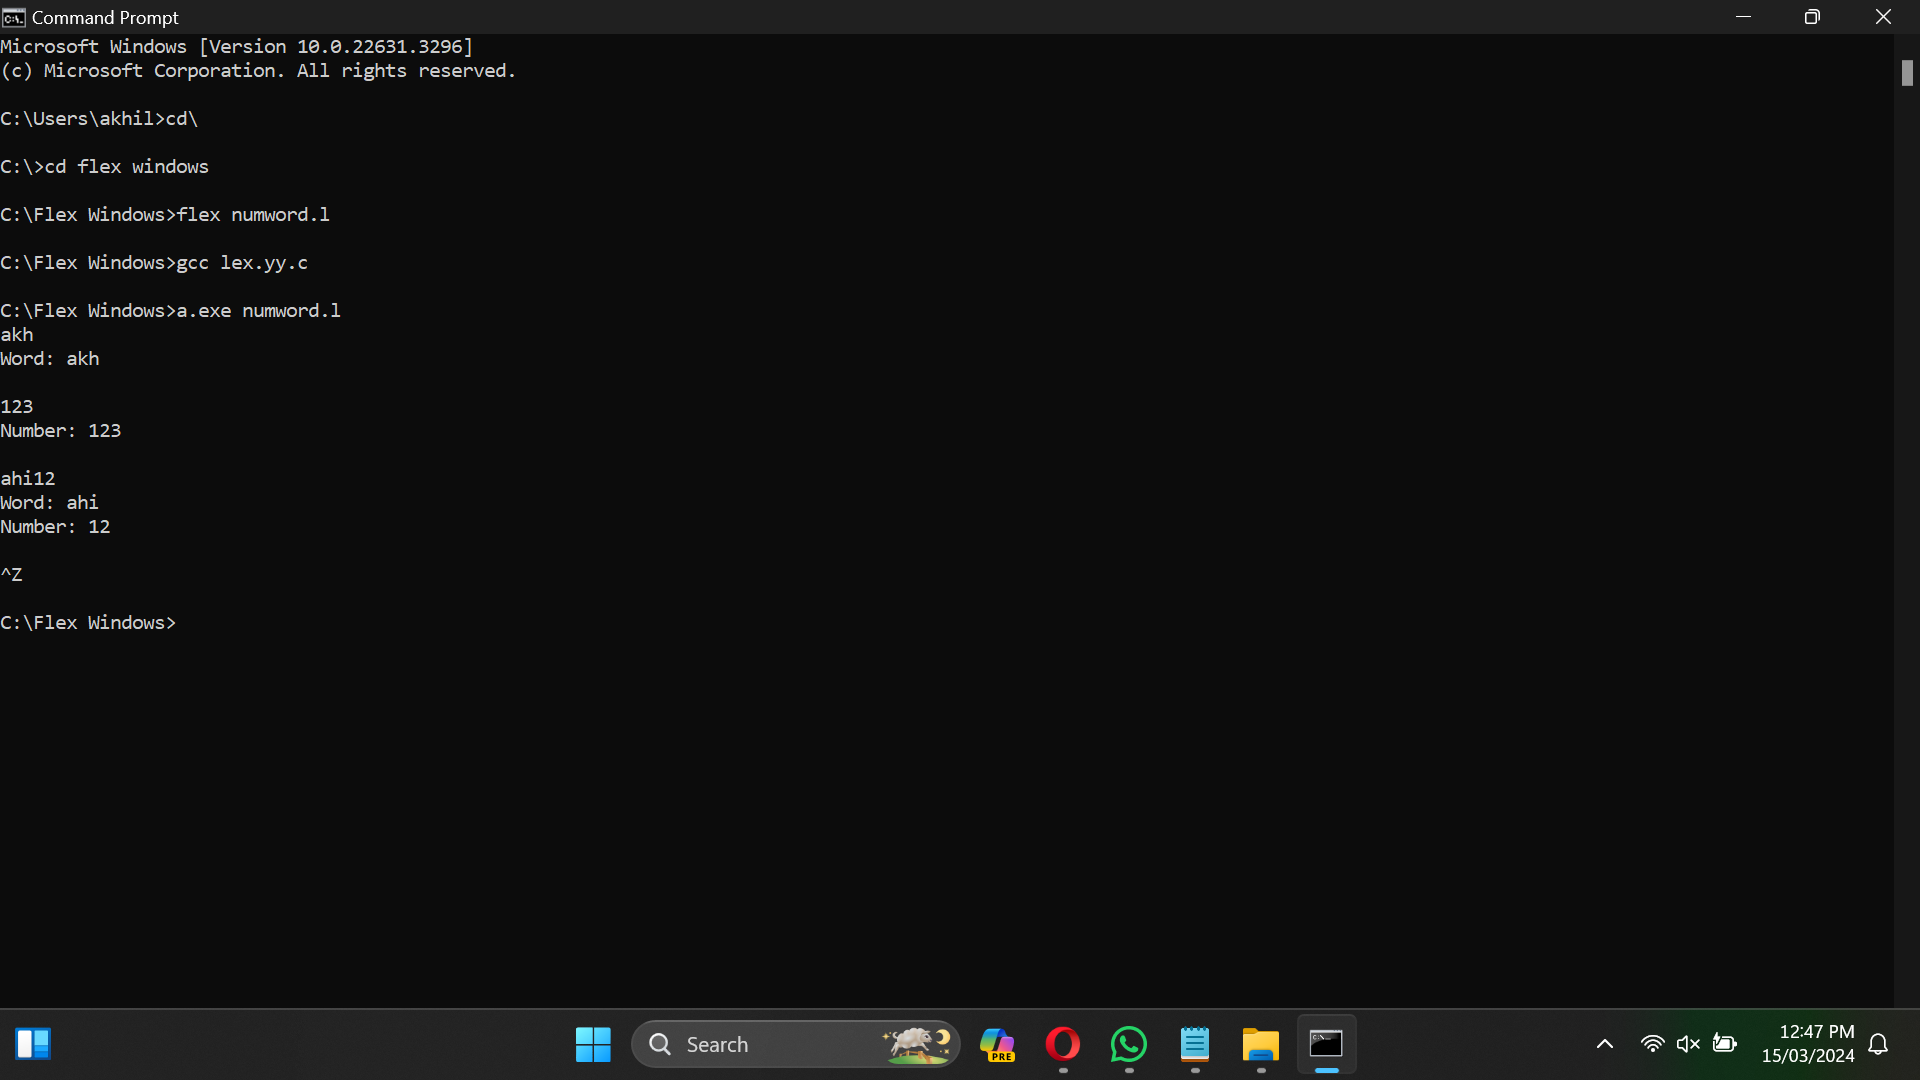 Command Prompt
Microsoft Windows [Version 10.0.22631.3296]
(c) Microsoft Corporation. All rights reserved.
C:\Users\akhil>cd\
C:\>cd flex windows
C:\Flex Windows>flex numword.l
C:\Flex Windows>gcc lex.yy.c
C:\Flex Windows>a.exe numword.l
akh
Word: akh
123
Number: 123
ahi12
Word: ahi
Number: 12
^Z
C:\Flex Windows>
Search
PRE
12:47 PM
15/03/2024